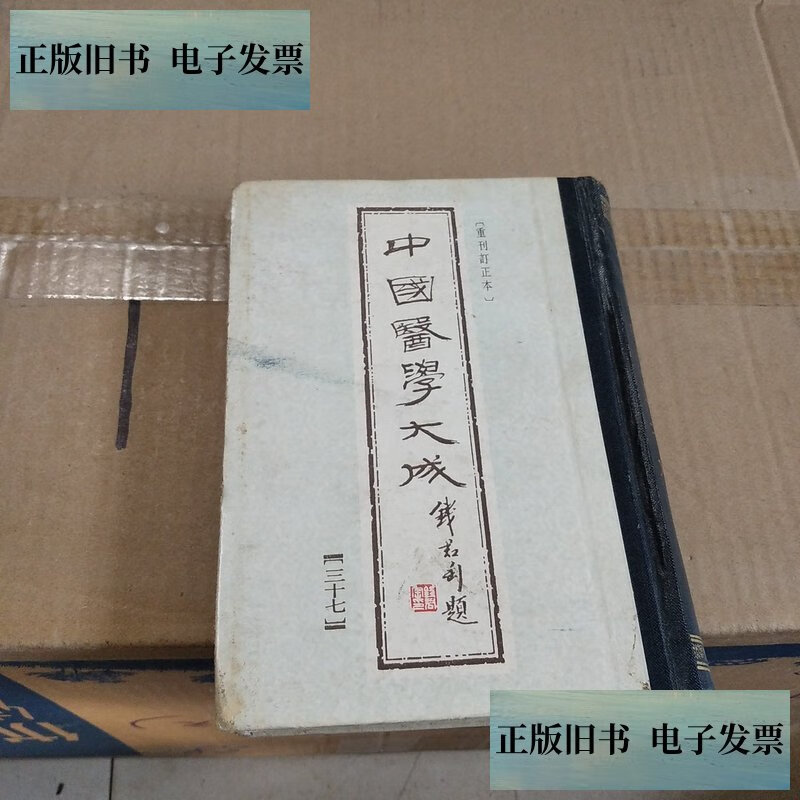 正版旧书 电子发票
〔重刊訂正本〕
中國醫學大成
錢君匋題
【三十七】
正版旧书 电子发票